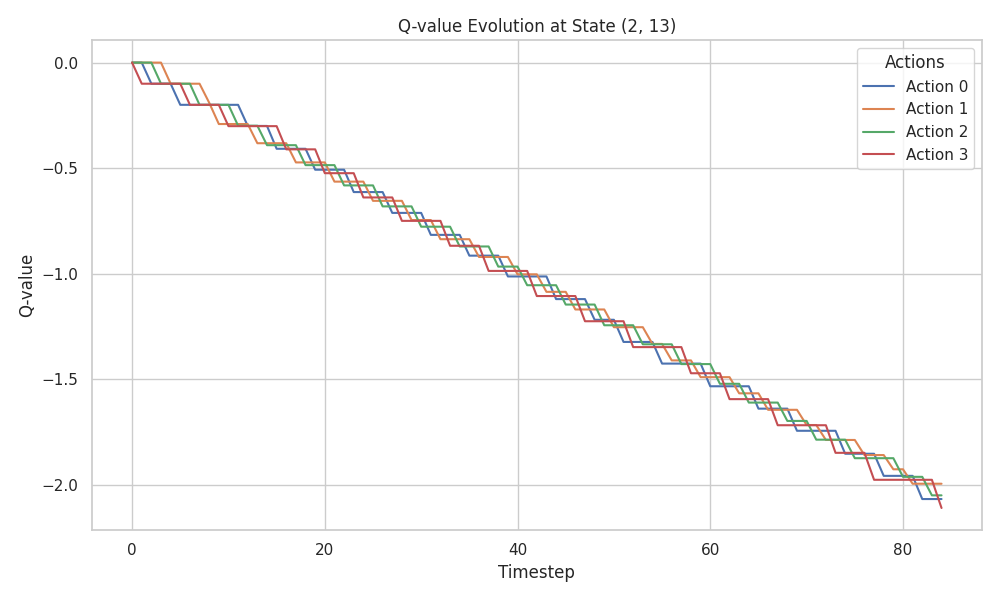 Q-value Evolution at State (2, 13)
Actions
Action 0
Action 1
Action 2
Action 3
Q-value
0.0
−0.5
−1.0
−1.5
−2.0
0 20 40 60 80
Timestep